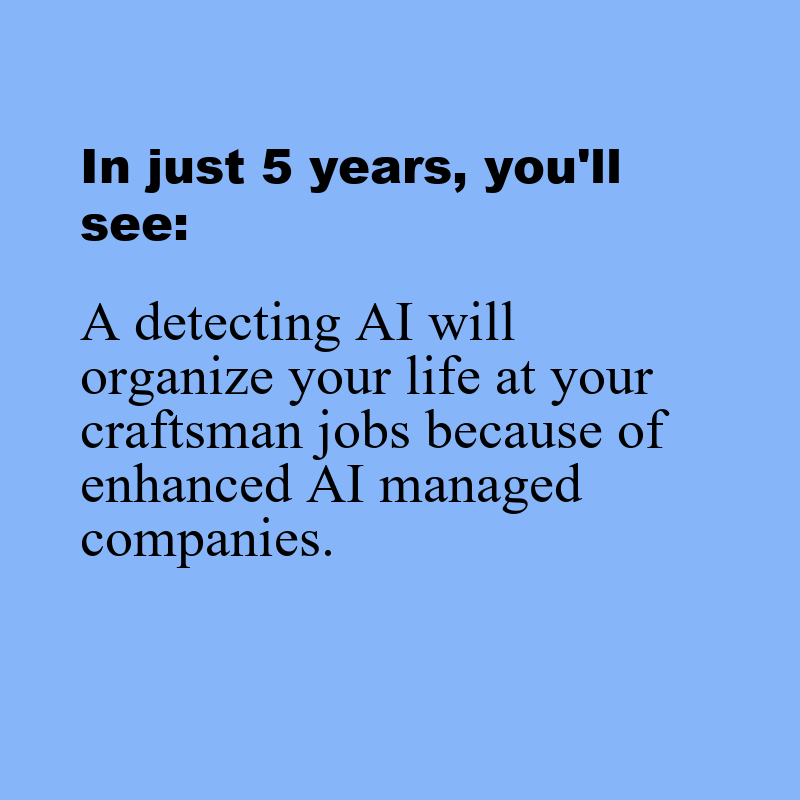 In just 5 years, you'll
see:
A detecting AI will
organize your life at your
craftsman jobs because of
enhanced AI managed
companies.